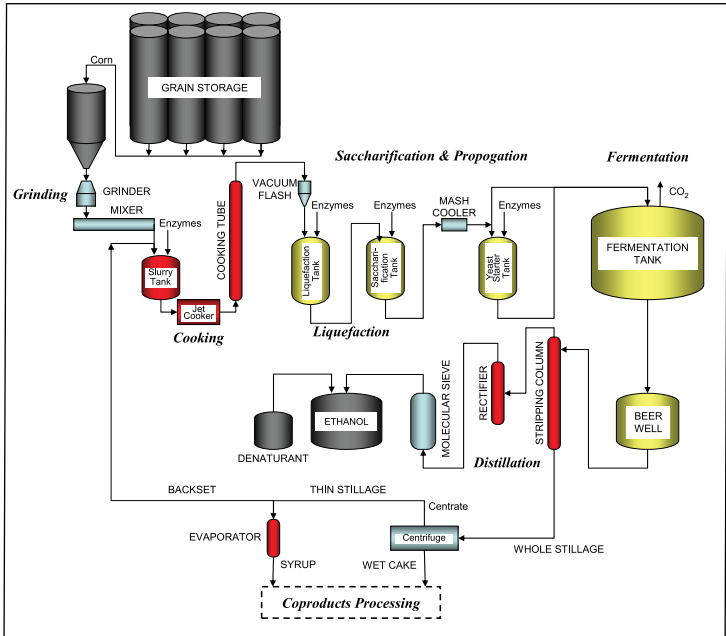 Corn
GRAIN STORAGE
Saccharification & Propogation
Fermentation
Grinding
GRINDER
MIXER
Enzymes
COOKING TUBE
VACUUM
FLASH
Enzymes
Enzymes
MASH
COOLER
Enzymes
CO2
Slurry
Tank
Liquefaction
Tank
Sacchari-
fication
Tank
Yeast
Starter
Tank
FERMENTATION
TANK
Jet
Cooker
Cooking
Liquefaction
DENATURANT
ETHANOL
MOLECULAR SIEVE
RECTIFIER
STRIPPING COLUMN
BEER
WELL
Distillation
BACKSET
THIN STILLAGE
Centrate
EVAPORATOR
Centrifuge
WHOLE STILLAGE
SYRUP
WET CAKE
Coproducts Processing